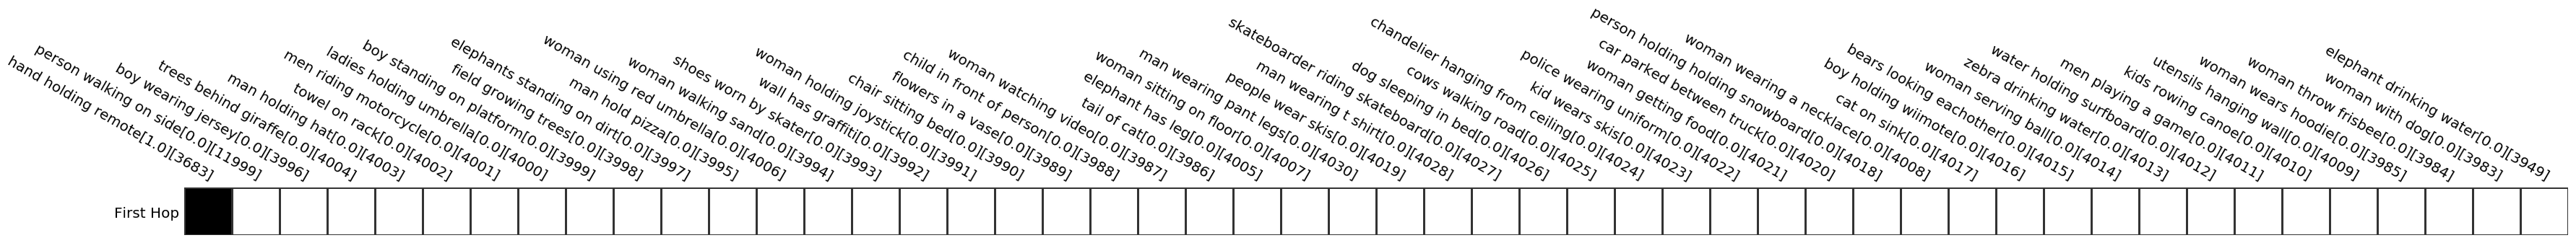 hand holding remote[1.0][3683]
person walking on side[0.0][11999]
boy wearing jersey[0.0][3996]
trees behind giraffe[0.0][4004]
man holding hat[0.0][4003]
towel on rack[0.0][4002]
men riding motorcycle[0.0][4001]
ladies holding umbrella[0.0][4000]
boy standing on platform[0.0][3999]
field growing trees[0.0][3998]
elephants standing on dirt[0.0][3997]
man hold pizza[0.0][3995]
woman using red umbrella[0.0][4006]
woman walking sand[0.0][3994]
shoes worn by skater[0.0][3993]
wall has graffiti[0.0][3992]
woman holding joystick[0.0][3991]
chair sitting bed[0.0][3990]
flowers in a vase[0.0][3989]
child in front of person[0.0][3988]
woman watching video[0.0][3987]
tail of cat[0.0][3986]
elephant has leg[0.0][4005]
woman sitting on floor[0.0][4007]
man wearing pant legs[0.0][4030]
people wear skis[0.0][4019]
man wearing t shirt[0.0][4028]
skateboarder riding skateboard[0.0][4027]
dog sleeping in bed[0.0][4026]
cows walking road[0.0][4025]
chandelier hanging from ceiling[0.0][4024]
kid wears skis[0.0][4023]
police wearing uniform[0.0][4022]
woman getting food[0.0][4021]
car parked between truck[0.0][4020]
person holding holding snowboard[0.0][4018]
woman wearing a necklace[0.0][4008]
cat on sink[0.0][4017]
boy holding wiimote[0.0][4016]
bears looking eachother[0.0][4015]
woman serving ball[0.0][4014]
zebra drinking water[0.0][4013]
water holding surfboard[0.0][4012]
men playing a game[0.0][4011]
kids rowing canoe[0.0][4010]
utensils hanging wall[0.0][4009]
woman wears hoodie[0.0][3985]
woman throw frisbee[0.0][3984]
woman with dog[0.0][3983]
elephant drinking water[0.0][3949]
First Hop